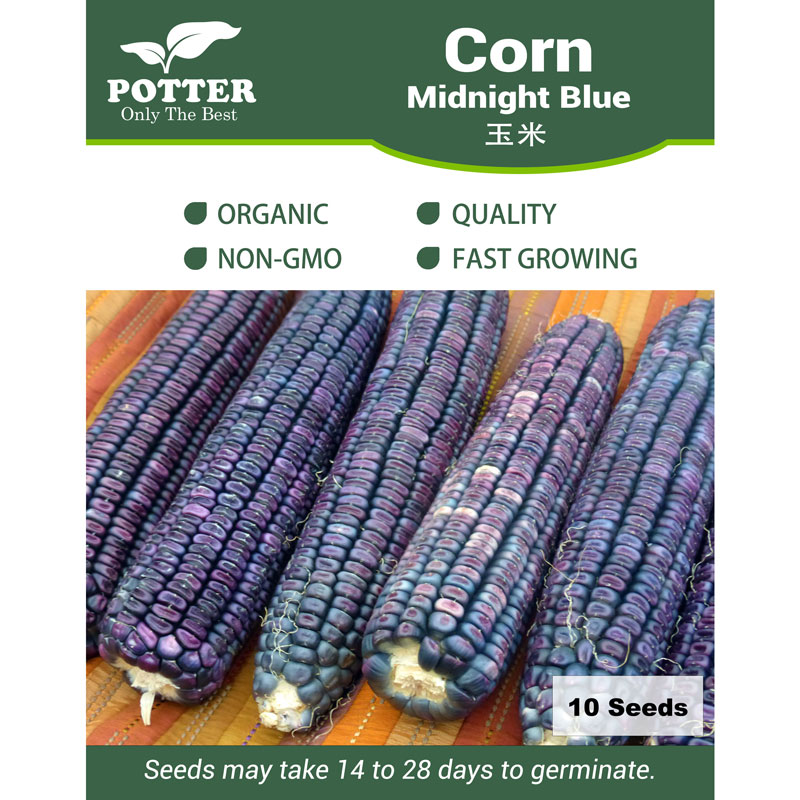 POTTER
Only The Best
Corn
Midnight Blue
玉米
ORGANIC
QUALITY
NON-GMO
FAST GROWING
10 Seeds
Seeds may take 14 to 28 days to germinate.